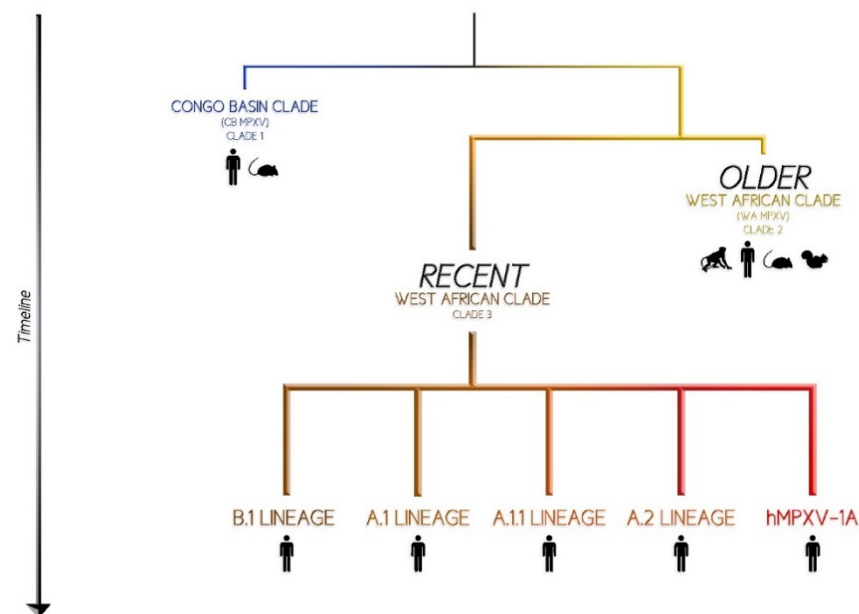 CONGO BASIN CLADE
(CB MPXV)
CLADE 1
OLDER
WEST AFRICAN CLADE
(WA MPXV)
CLADE 2
RECENT
WEST AFRICAN CLADE
CLADE 3
Timeline
B.1 LINEAGE
A.1 LINEAGE
A.1.1 LINEAGE
A.2 LINEAGE
hMPXV-1A